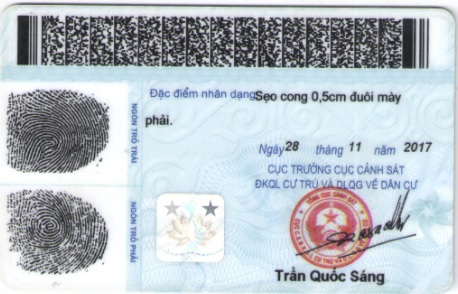 Đặc điểm nhân dạng Sẹo cong 0,5cm đuôi mày
phải.
Ngày 28 tháng 11 năm 2017
CỤC TRƯỞNG CỤC CẢNH SÁT
ĐKQL CƯ TRÚ VÀ DLQG VỀ DÂN CƯ
Trần Quốc Sáng
NGÓN TRỎ TRÁI
NGÓN TRỎ PHẢI